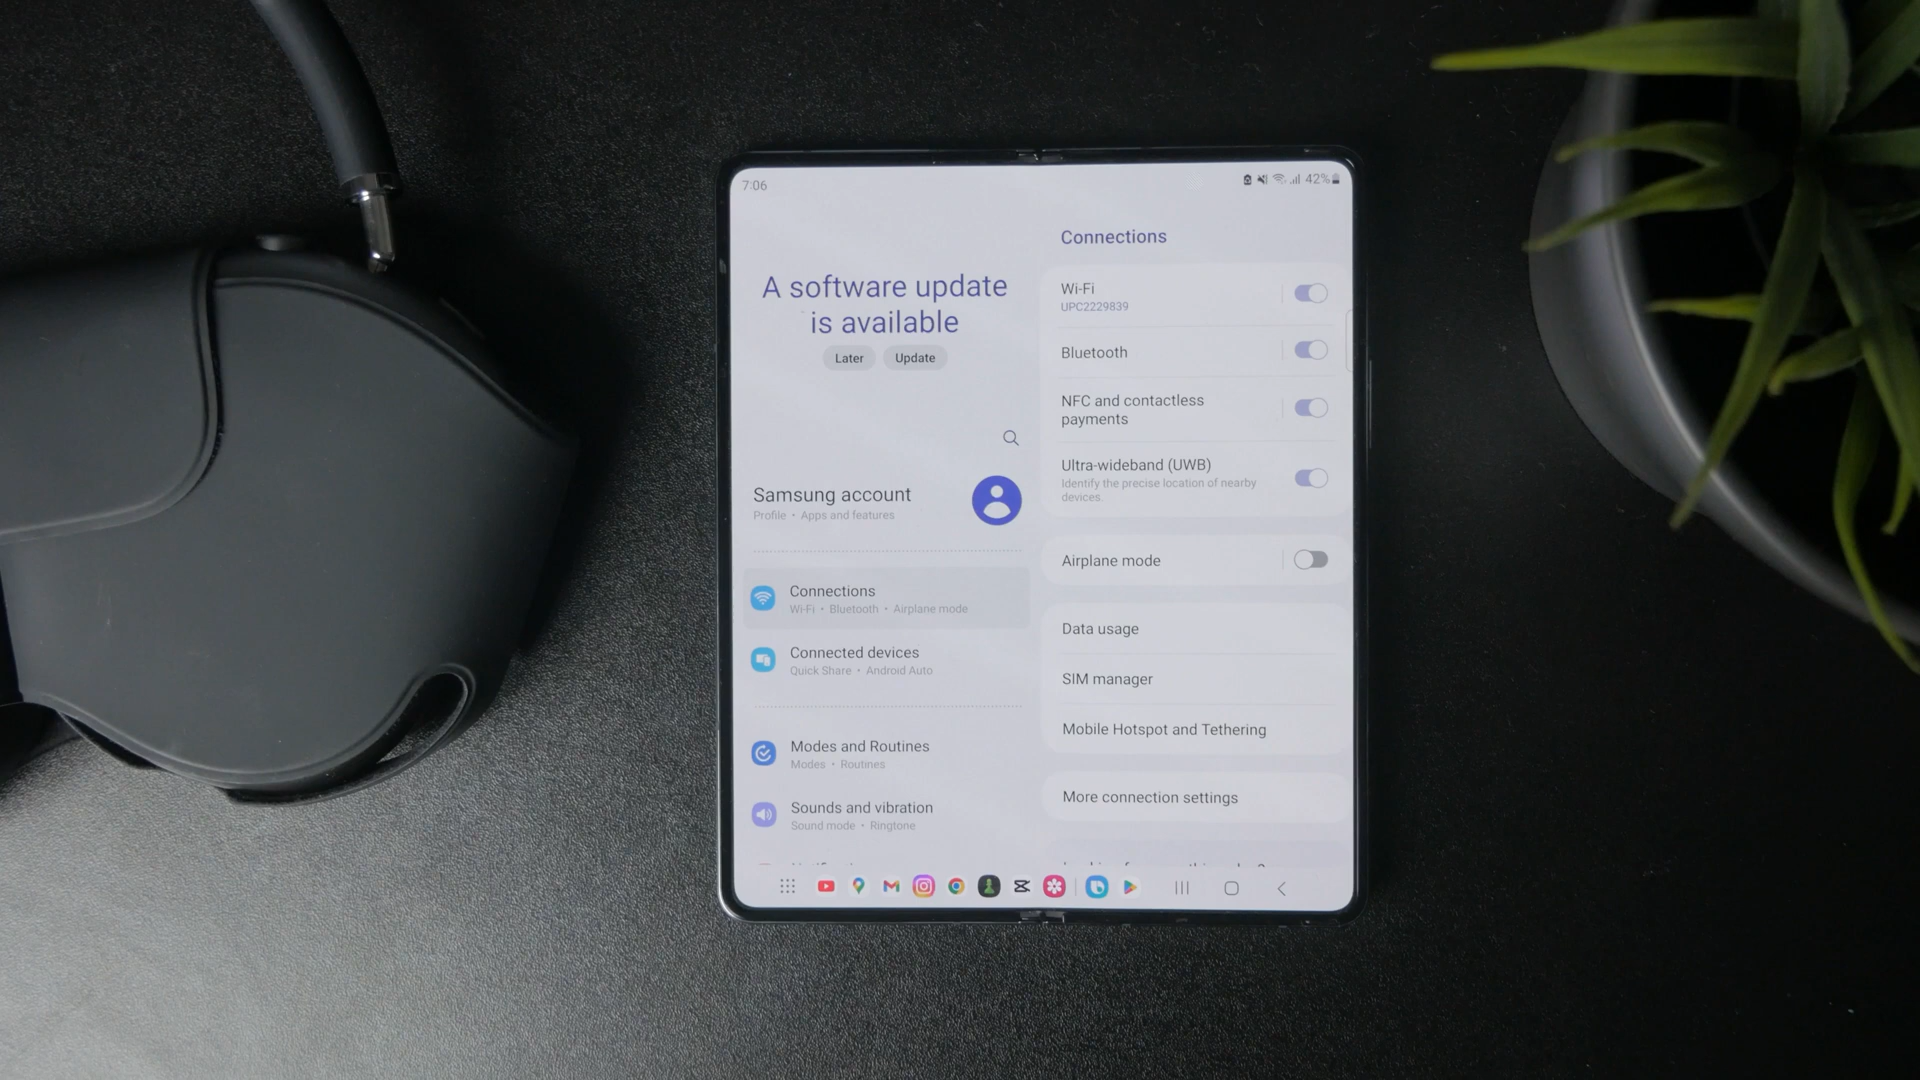 7:06
42%
A software update
is available
Later
Update
Samsung account
Profile • Apps and features
Connections
Wi-Fi • Bluetooth • Airplane mode
Connected devices
Quick Share • Android Auto
Modes and Routines
Modes • Routines
Sounds and vibration
Sound mode • Ringtone
Connections
Wi-Fi
UPC2229839
Bluetooth
NFC and contactless
payments
Ultra-wideband (UWB)
Identify the precise location of nearby
devices.
Airplane mode
Data usage
SIM manager
Mobile Hotspot and Tethering
More connection settings